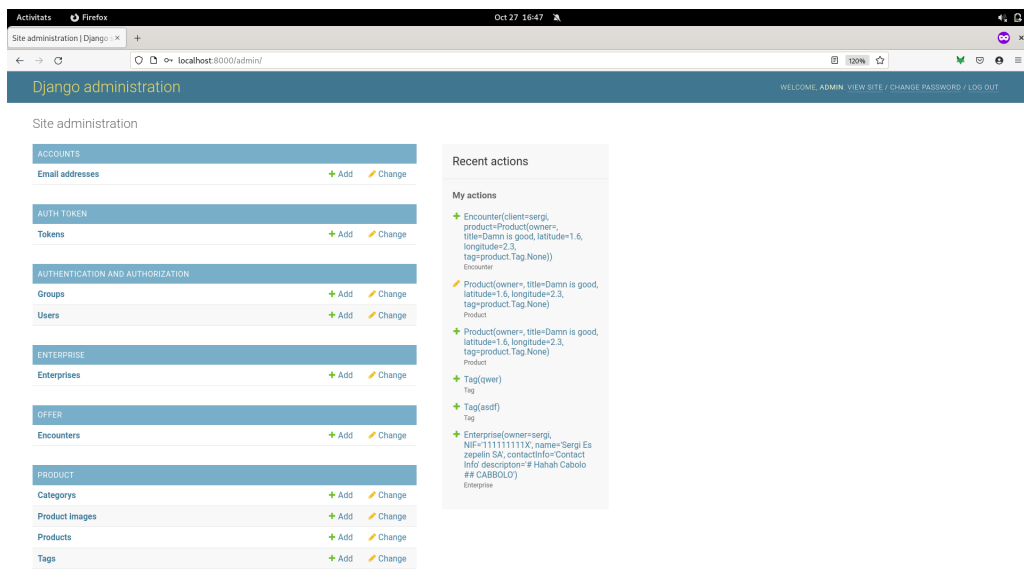 Activitats Firefox Oct 27 16:47
Site administration | Django s × +
localhost:8000/admin/ 120%
Django administration
WELCOME, ADMIN. VIEW SITE / CHANGE PASSWORD / LOG OUT
Site administration
ACCOUNTS
Email addresses + Add Change
AUTH TOKEN
Tokens + Add Change
AUTHENTICATION AND AUTHORIZATION
Groups + Add Change
Users + Add Change
ENTERPRISE
Enterprises + Add Change
OFFER
Encounters + Add Change
PRODUCT
Categorys + Add Change
Product images + Add Change
Products + Add Change
Tags + Add Change
Recent actions
My actions
Encounter(client=sergi,
product=Product(owner=,
title=Damn is good, latitude=1.6,
longitude=2.3,
tag=product.Tag.None))
Encounter
Product(owner=, title=Damn is good,
latitude=1.6, longitude=2.3,
tag=product.Tag.None)
Product
Product(owner=, title=Damn is good,
latitude=1.6, longitude=2.3,
tag=product.Tag.None)
Product
Tag(qwer)
Tag
Tag(asdf)
Tag
Enterprise(owner=sergi,
NIF='111111111X', name='Sergi Es
zepelin SA', contactInfo='Contact
Info' descripton='# Hahah Cabolo
## CABBOLO')
Enterprise